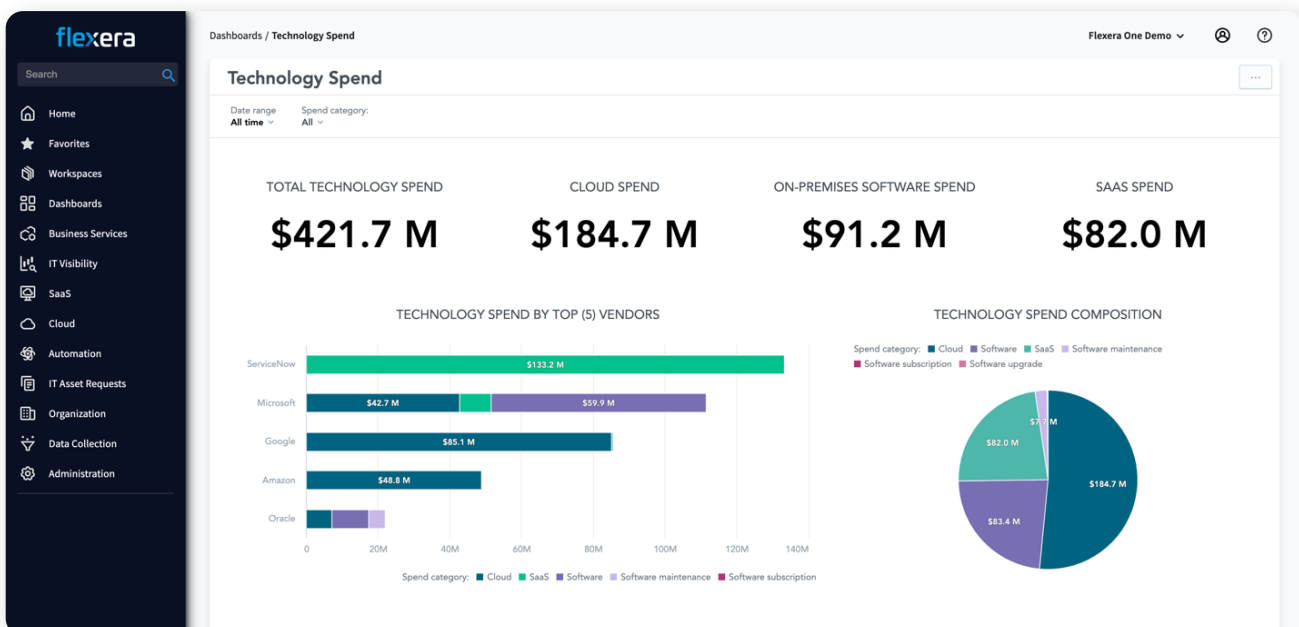 flexera
Search
Home
Favorites
Workspaces
Dashboards
Business Services
IT Visibility
SaaS
Cloud
Automation
IT Asset Requests
Organization
Data Collection
Administration
Dashboards / Technology Spend
Flexera One Demo
Technology Spend
...
Date range
All time
Spend category:
All
TOTAL TECHNOLOGY SPEND
$421.7 M
CLOUD SPEND
$184.7 M
ON-PREMISES SOFTWARE SPEND
$91.2 M
SAAS SPEND
$82.0 M
TECHNOLOGY SPEND BY TOP (5) VENDORS
ServiceNow
$133.2 M
Microsoft
$42.7 M
$59.9 M
Google
$85.1 M
Amazon
$48.8 M
Oracle
0 20M 40M 60M 80M 100M 120M 140M
Spend category: Cloud SaaS Software Software maintenance Software subscription
TECHNOLOGY SPEND COMPOSITION
Spend category: Cloud Software SaaS Software maintenance
Software subscription Software upgrade
$7.7 M
$82.0 M
$184.7 M
$83.4 M